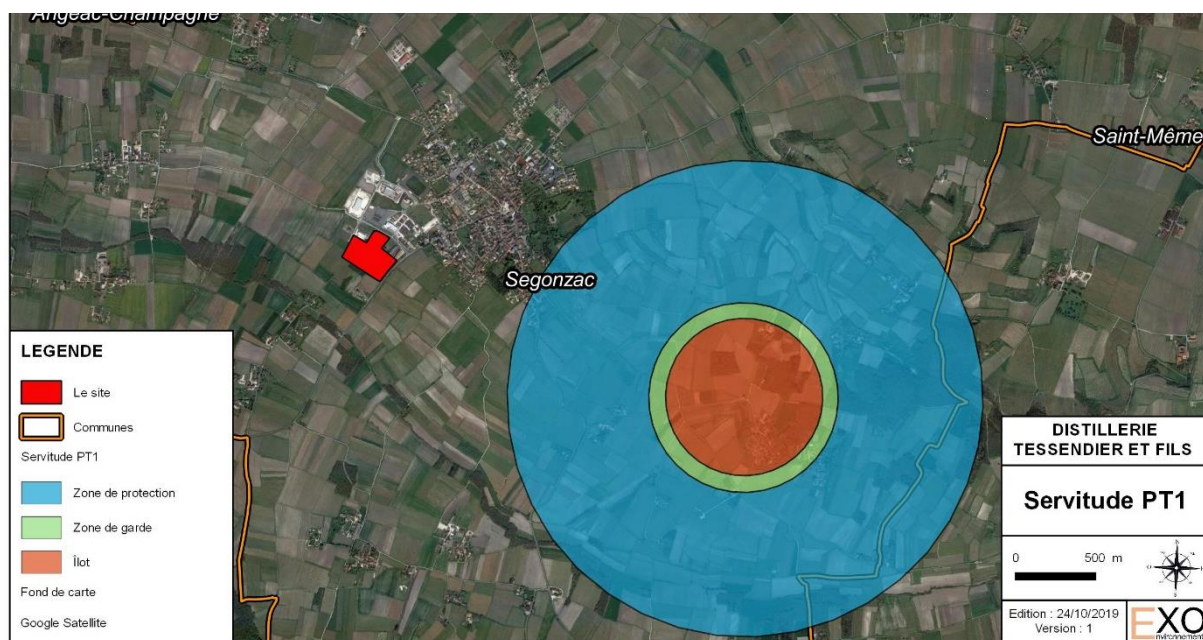 Angeac-Champagne
Saint-Même
Segonzac
LEGENDE
Le site
Communes
Servitude PT1
Zone de protection
Zone de garde
Îlot
Fond de carte
Google Satellite
DISTILLERIE
TESSENDIER ET FILS
Servitude PT1
0 500 m
Edition : 24/10/2019
Version : 1
EXO